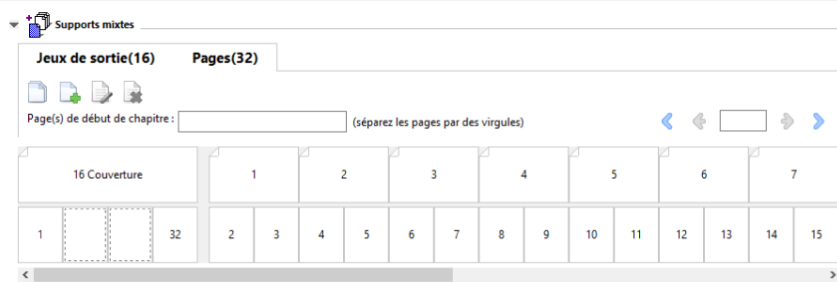 Supports mixtes
Jeux de sortie(16) Pages(32)
Page(s) de début de chapitre : (séparez les pages par des virgules)
16 Couverture 1 2 3 4 5 6 7
1 32 2 3 4 5 6 7 8 9 10 11 12 13 14 15